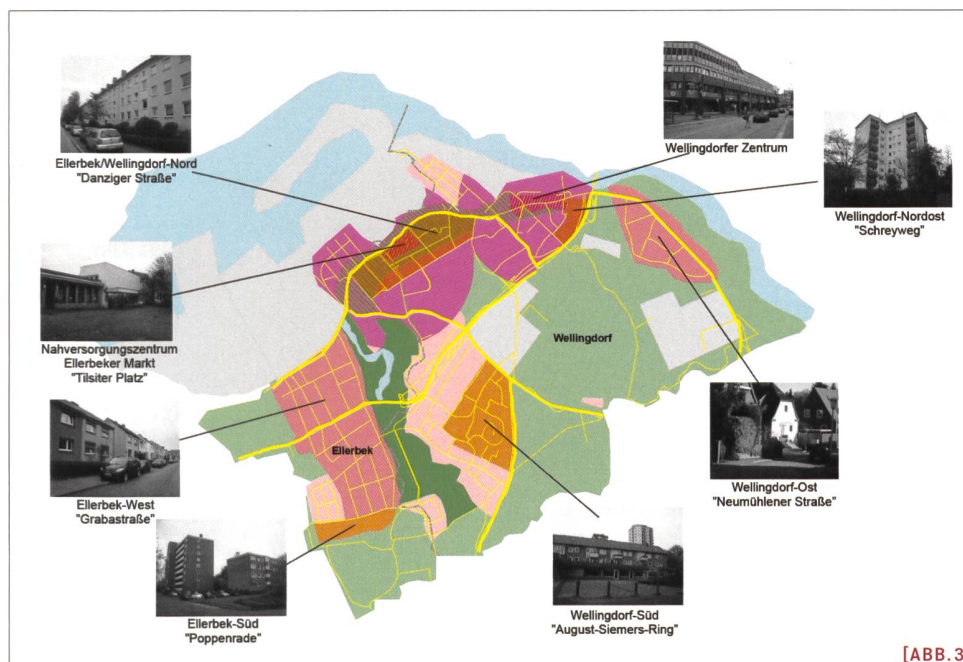 Ellerbek/Wellingdorf-Nord
"Danziger Straße"
Wellingdorfer Zentrum
Wellingdorf-Nordost
"Schreyweg"
Nahversorgungszentrum
Ellerbeker Markt
"Tilsiter Platz"
Wellingdorf
Ellerbek
Ellerbek-West
"Grabastraße"
Wellingdorf-Ost
"Neumühlener Straße"
Ellerbek-Süd
"Poppenrade"
Wellingdorf-Süd
"August-Siemers-Ring"
[ABB.3